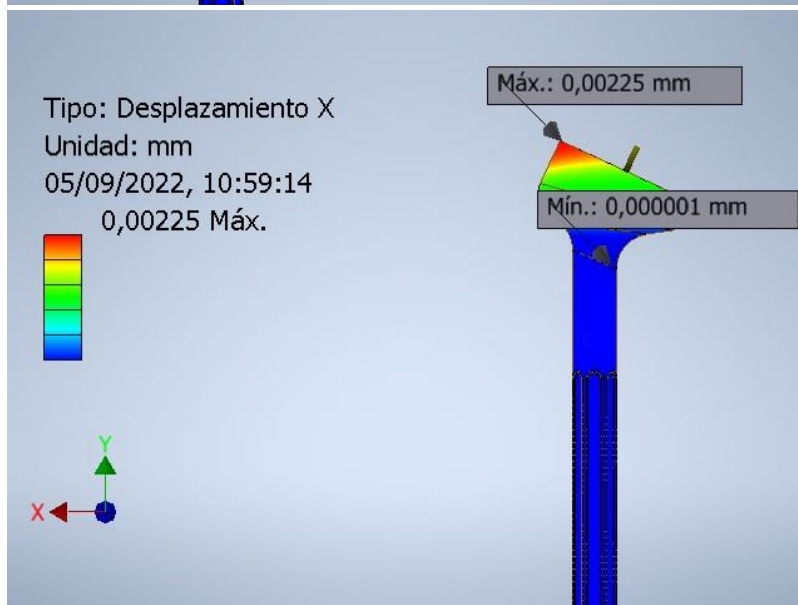 Máx.: 0,00225 mm
Tipo: Desplazamiento X
Unidad: mm
05/09/2022, 10:59:14
0,00225 Máx.
Mín.: 0,000001 mm
Y
X